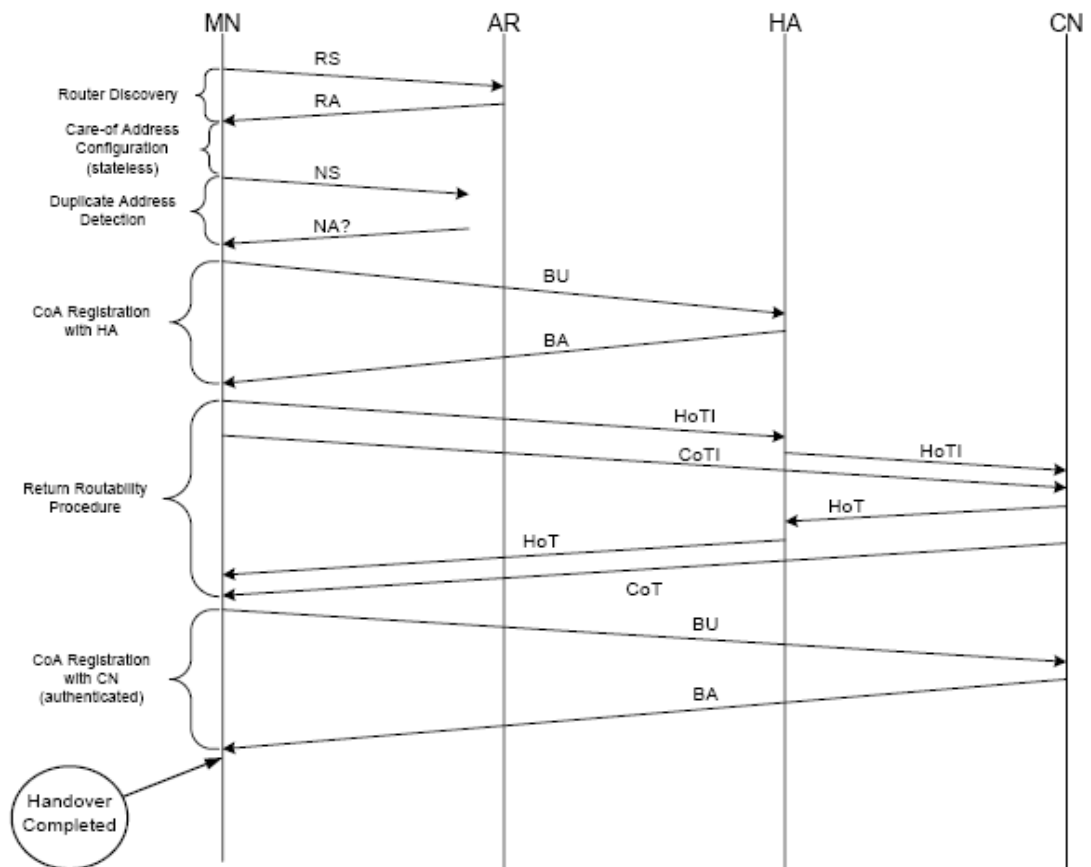 MN AR HA CN
RS
Router Discovery
RA
Care-of Address
Configuration
(stateless)
NS
Duplicate Address
Detection
NA?
BU
CoA Registration
with HA
BA
HoTI
CoTI
HoTI
Return Routability
Procedure
HoT
HoT
CoT
BU
CoA Registration
with CN
(authenticated)
BA
Handover
Completed